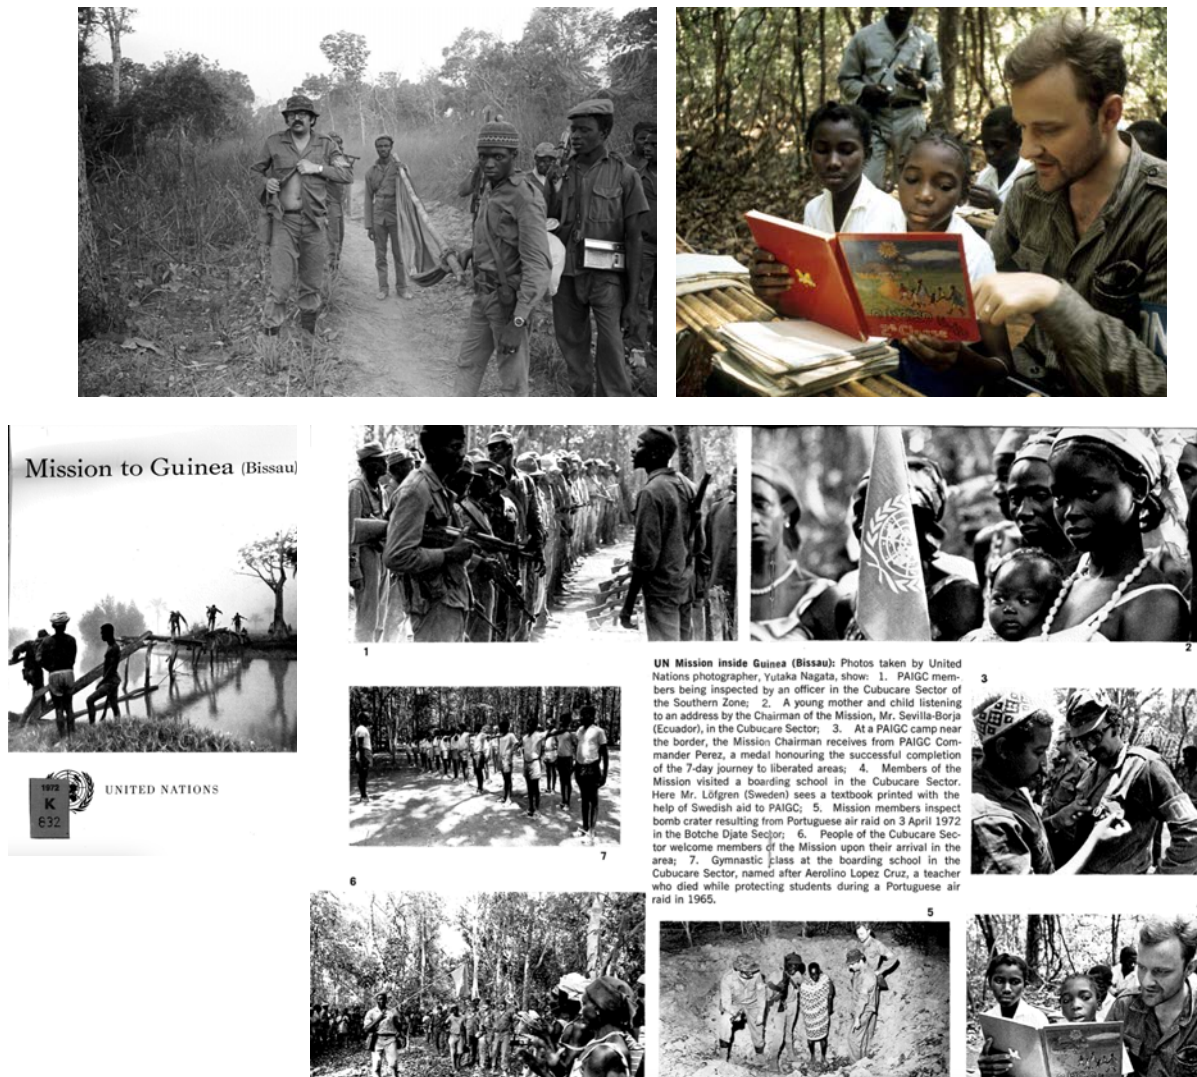 2ª Classe
Mission to Guinea (Bissau)
1972
K
832
UNITED NATIONS
1
2
UN Mission inside Guinea (Bissau): Photos taken by United
Nations photographer, Yutaka Nagata, show: 1. PAIGC mem-
bers being inspected by an officer in the Cubucare Sector of
the Southern Zone; 2. A young mother and child listening
to an address by the Chairman of the Mission, Mr. Sevilla-Borja
(Ecuador), in the Cubucare Sector; 3. At a PAIGC camp near
the border, the Mission Chairman receives from PAIGC Com-
mander Perez, a medal honouring the successful completion
of the 7-day journey to liberated areas; 4. Members of the
Mission visited a boarding school in the Cubucare Sector.
Here Mr. Löfgren (Sweden) sees a textbook printed with the
help of Swedish aid to PAIGC; 5. Mission members inspect
bomb crater resulting from Portuguese air raid on 3 April 1972
in the Botche Djate Sector; 6. People of the Cubucare Sec-
tor welcome members of the Mission upon their arrival in the
area; 7. Gymnastic class at the boarding school in the
Cubucare Sector, named after Aerolino Lopez Cruz, a teacher
who died while protecting students during a Portuguese air
raid in 1965.
3
7
6
5